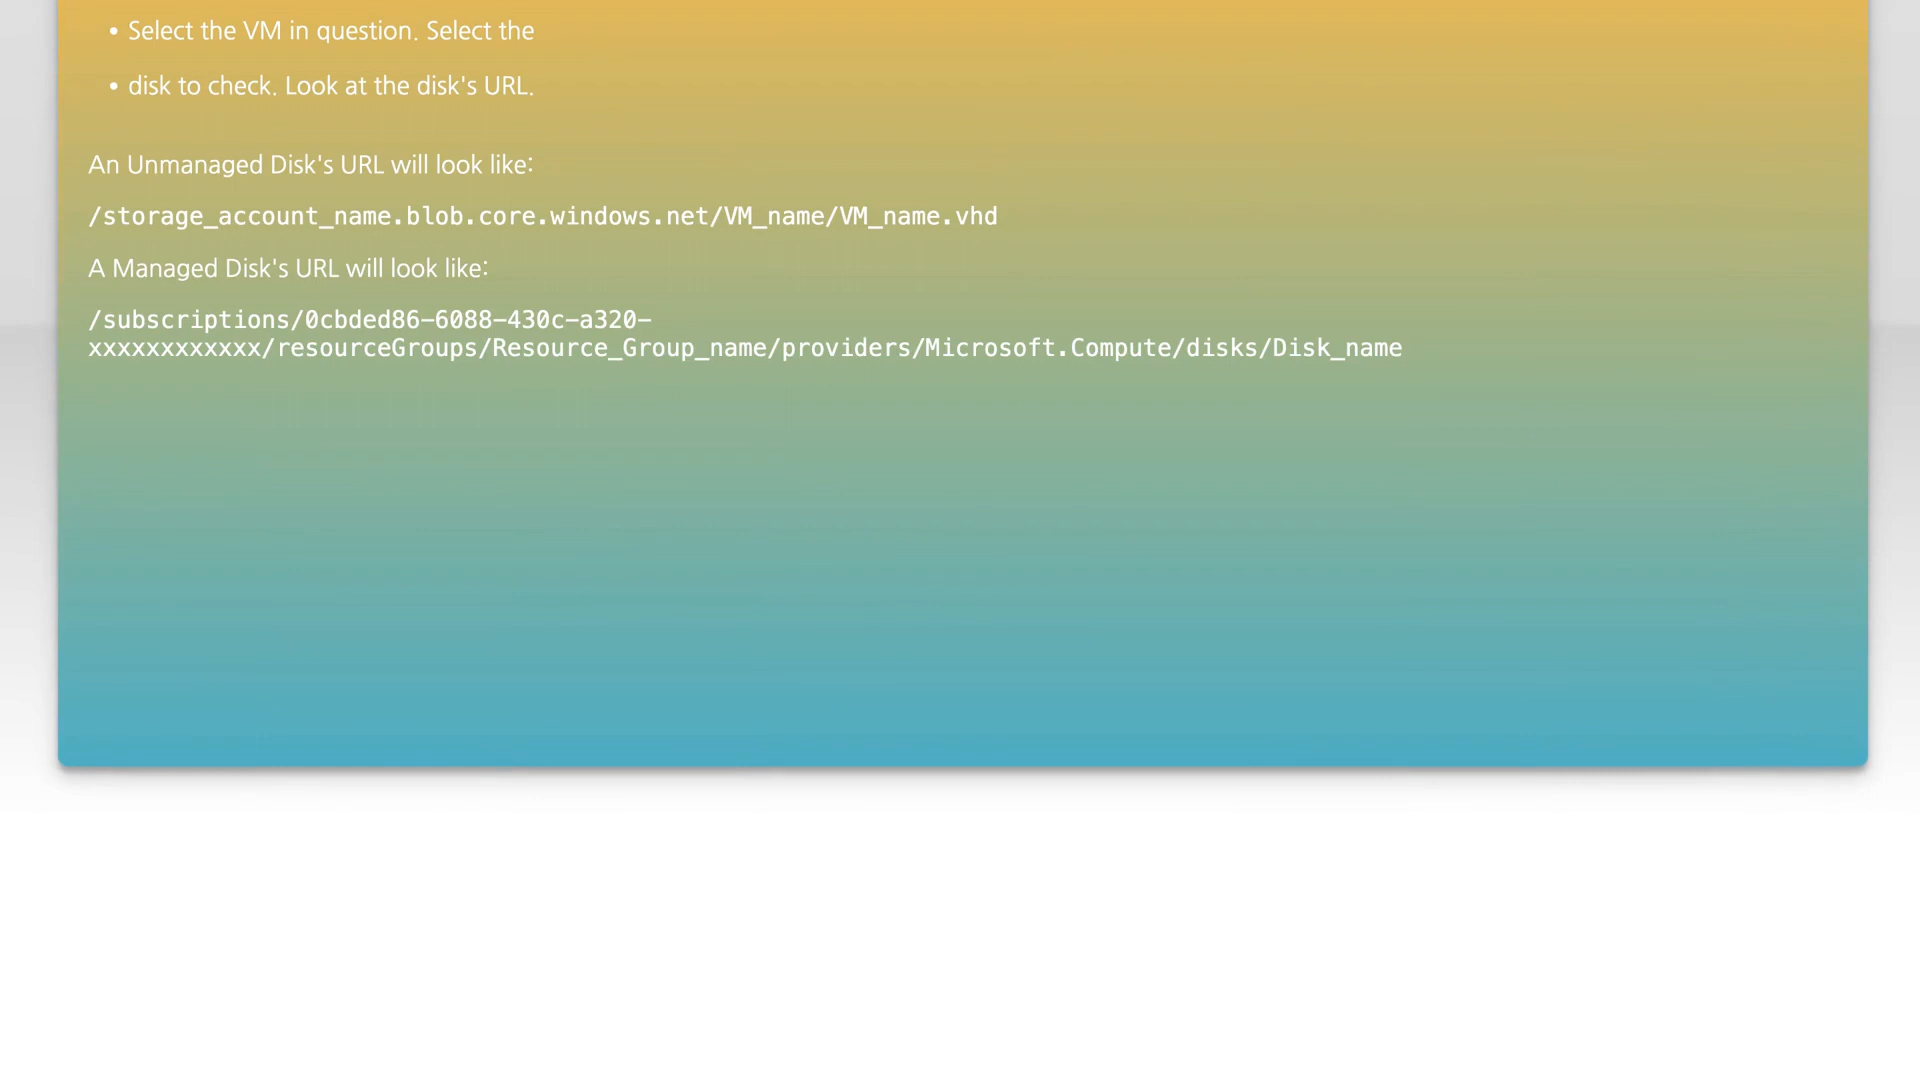 • Select the VM in question. Select the
• disk to check. Look at the disk's URL.
An Unmanaged Disk's URL will look like:
/storage_account_name.blob.core.windows.net/VM_name/VM_name.vhd
A Managed Disk's URL will look like:
/subscriptions/0cbded86-6088-430c-a320-
xxxxxxxxxxxx/resourceGroups/Resource_Group_name/providers/Microsoft.Compute/disks/Disk_name